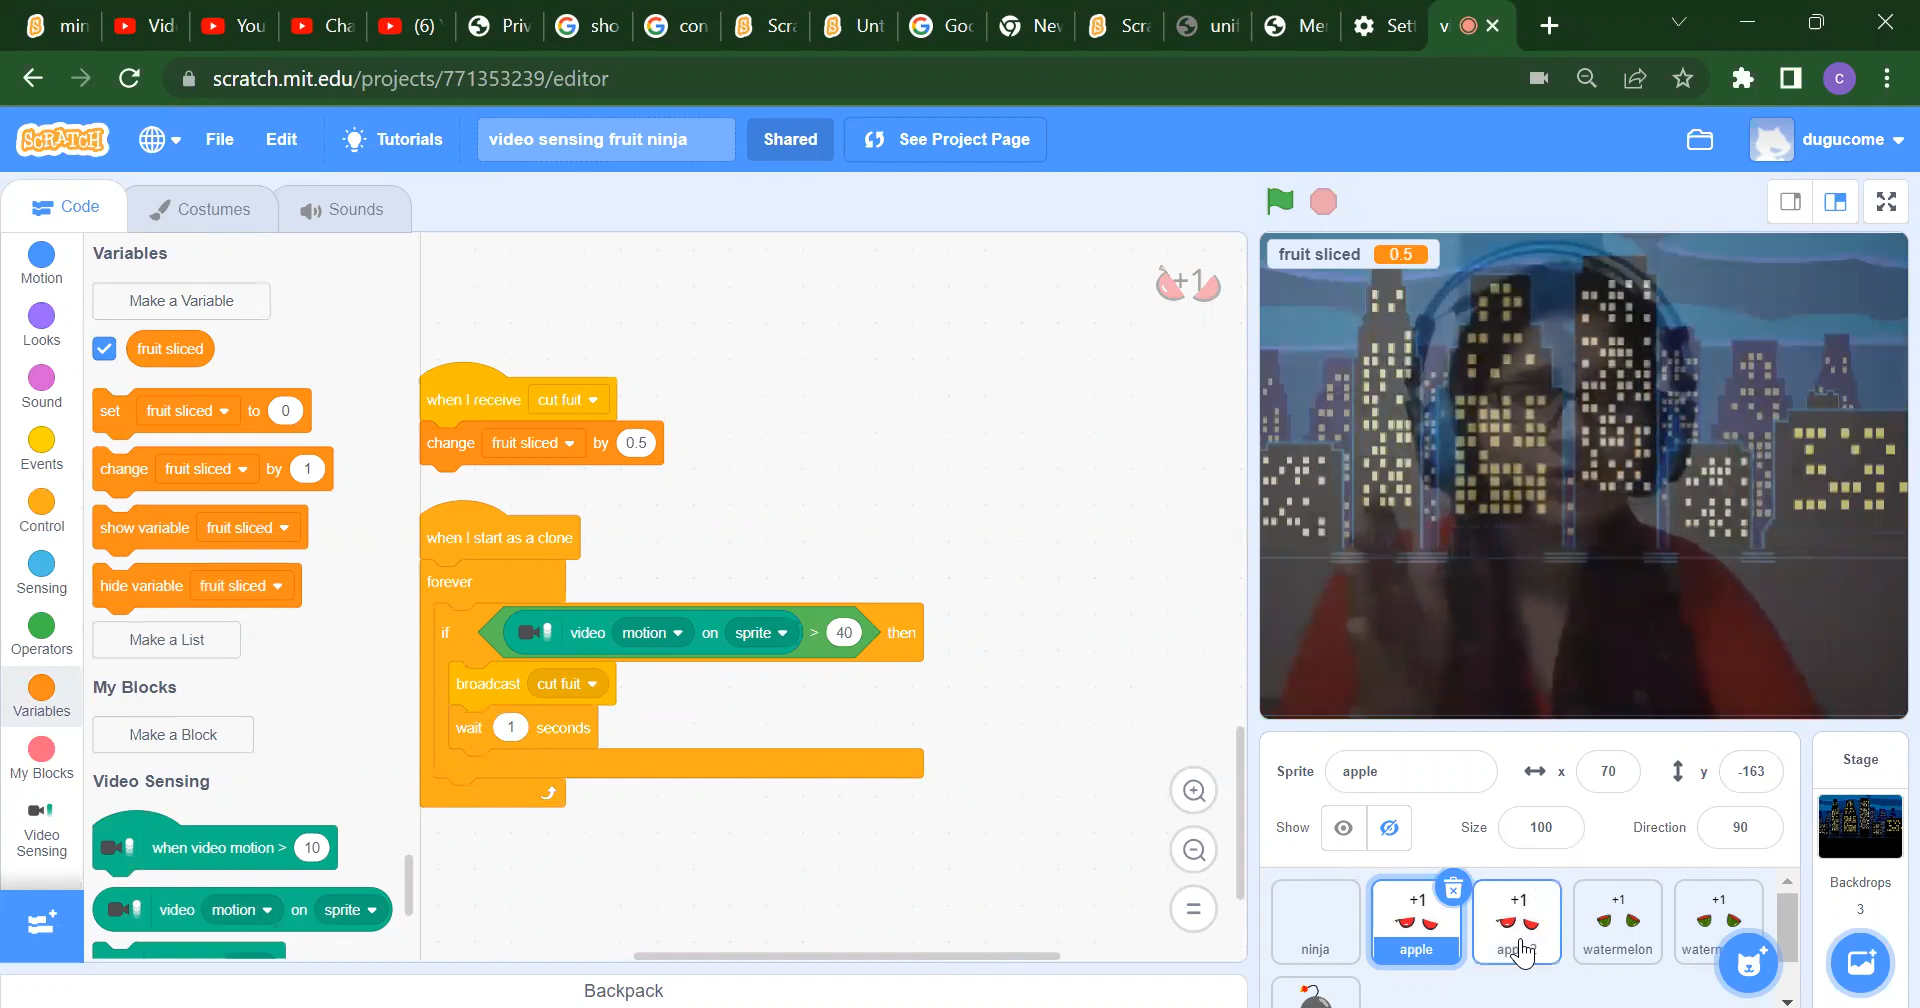 min
Vid
You
Cha
(6)
Priv
sho
con
Scra
Unt
Goo
Nev
Scra
unit
Me
Sett
vi
scratch.mit.edu/projects/771353239/editor
c
SCRATCH
File
Edit
Tutorials
video sensing fruit ninja
Shared
See Project Page
dugucome
Code
Costumes
Sounds
Motion
Looks
Sound
Events
Control
Sensing
Operators
Variables
My Blocks
Video
Sensing
Variables
Make a Variable
fruit sliced
set fruit sliced to 0
change fruit sliced by 1
show variable fruit sliced
hide variable fruit sliced
Make a List
My Blocks
Make a Block
Video Sensing
when video motion > 10
video motion on sprite
+1
when I receive cut fuit
change fruit sliced by 0.5
when I start as a clone
forever
if video motion on sprite > 40 then
broadcast cut fuit
wait 1 seconds
Backpack
fruit sliced 0.5
Sprite apple x 70 y -163
Show Size 100 Direction 90
ninja
+1
apple
+1
+1
watermelon
+1
Stage
Backdrops
3